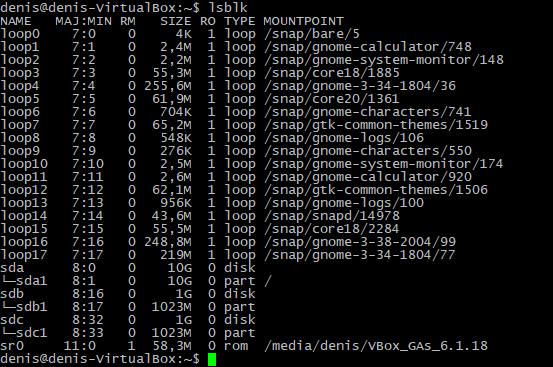 denis@denis-VirtualBox:~$ lsblk
NAME   MAJ:MIN RM   SIZE RO TYPE MOUNTPOINT
loop0    7:0    0     4K  1 loop /snap/bare/5
loop1    7:1    0   2,4M  1 loop /snap/gnome-calculator/748
loop2    7:2    0   2,2M  1 loop /snap/gnome-system-monitor/148
loop3    7:3    0  55,3M  1 loop /snap/core18/1885
loop4    7:4    0 255,6M  1 loop /snap/gnome-3-34-1804/36
loop5    7:5    0  61,9M  1 loop /snap/core20/1361
loop6    7:6    0   704K  1 loop /snap/gnome-characters/741
loop7    7:7    0  65,2M  1 loop /snap/gtk-common-themes/1519
loop8    7:8    0   548K  1 loop /snap/gnome-logs/106
loop9    7:9    0   276K  1 loop /snap/gnome-characters/550
loop10   7:10   0   2,5M  1 loop /snap/gnome-system-monitor/174
loop11   7:11   0   2,6M  1 loop /snap/gnome-calculator/920
loop12   7:12   0  62,1M  1 loop /snap/gtk-common-themes/1506
loop13   7:13   0   956K  1 loop /snap/gnome-logs/100
loop14   7:14   0  43,6M  1 loop /snap/snapd/14978
loop15   7:15   0  55,5M  1 loop /snap/core18/2284
loop16   7:16   0 248,8M  1 loop /snap/gnome-3-38-2004/99
loop17   7:17   0   219M  1 loop /snap/gnome-3-34-1804/77
sda      8:0    0    10G  0 disk
└─sda1   8:1    0    10G  0 part /
sdb      8:16   0     1G  0 disk
└─sdb1   8:17   0  1023M  0 part
sdc      8:32   0     1G  0 disk
└─sdc1   8:33   0  1023M  0 part
sr0     11:0    1  58,3M  0 rom  /media/denis/VBox_GAs_6.1.18
denis@denis-VirtualBox:~$